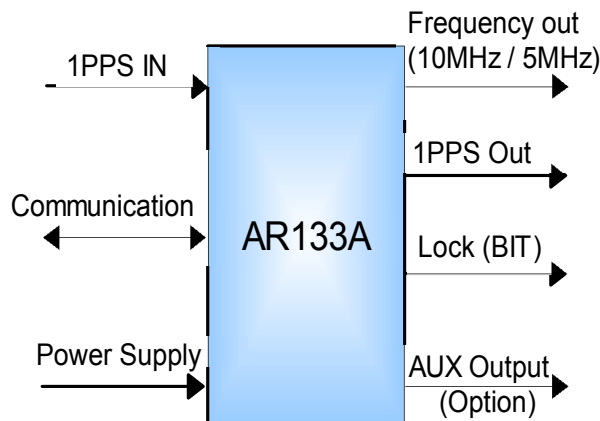 1PPS IN
Communication
Power Supply
AR133A
Frequency out
(10MHz / 5MHz)
1PPS Out
Lock (BIT)
AUX Output
(Option)